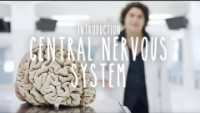 INTRODUCTION
CENTRAL NERVOUS
SYSTEM